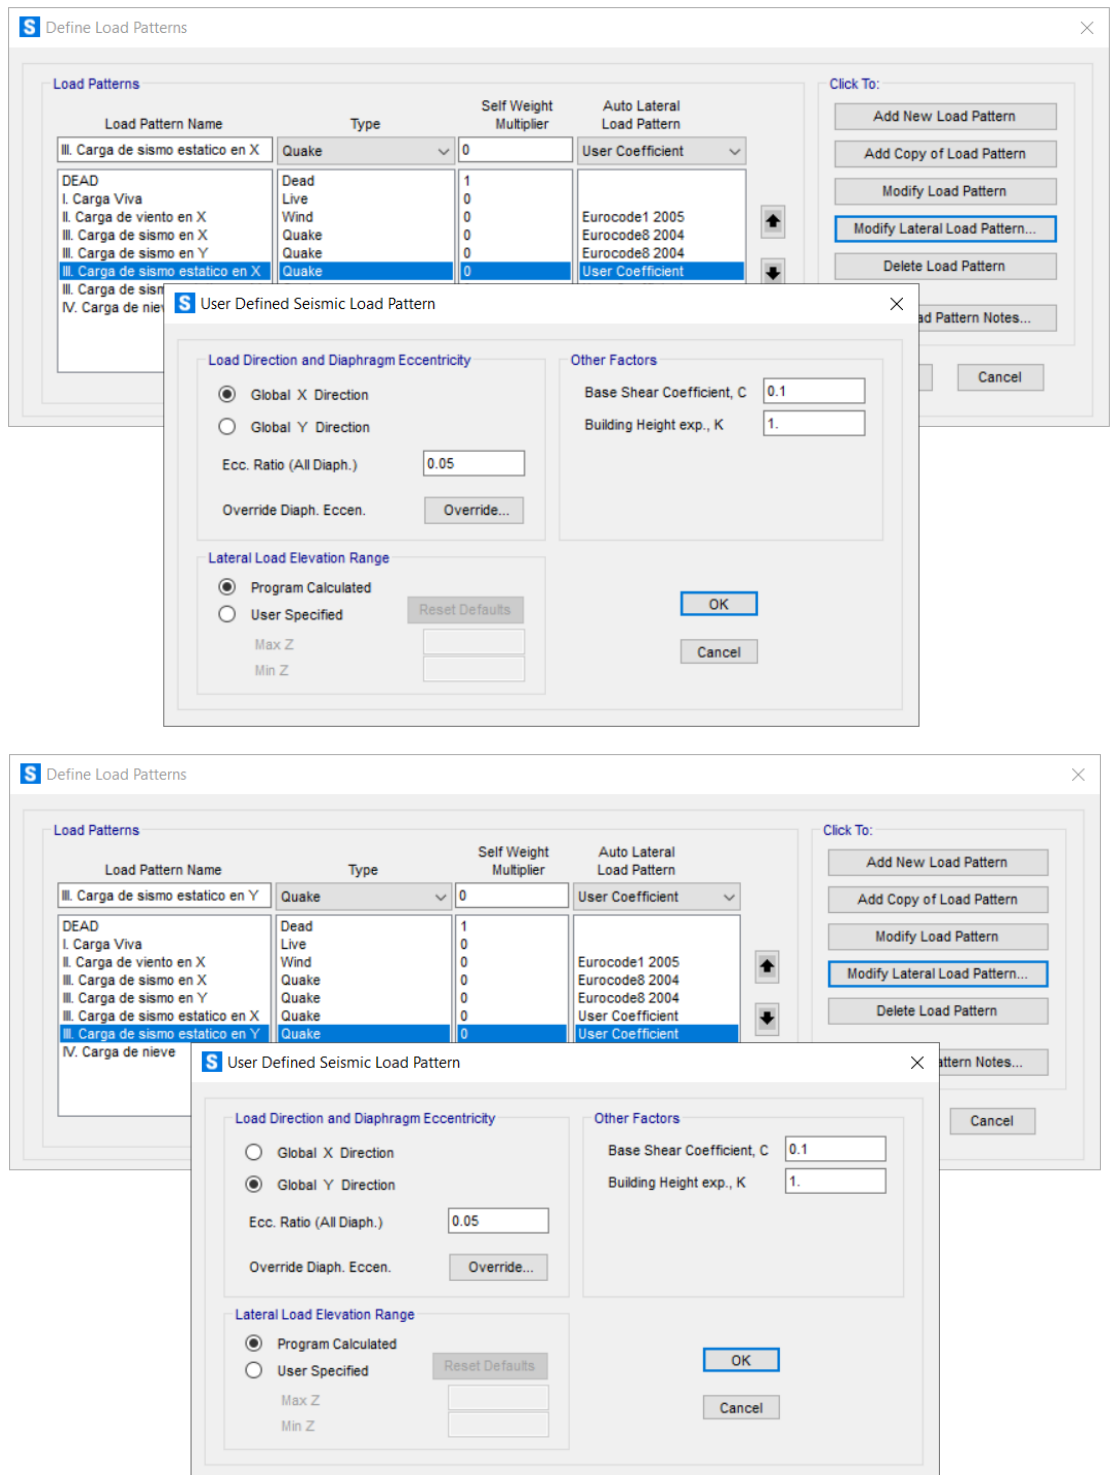 S Define Load Patterns
Load Patterns
Click To:
Load Pattern Name Type Self Weight Multiplier Auto Lateral Load Pattern
III. Carga de sismo estatico en X Quake 0 User Coefficient
DEAD Dead 1
I. Carga Viva Live 0
II. Carga de viento en X Wind 0 Eurocode1 2005
III. Carga de sismo en X Quake 0 Eurocode8 2004
III. Carga de sismo en Y Quake 0 Eurocode8 2004
III. Carga de sismo estatico en X Quake 0 User Coefficient
III. Carga de sism
IV. Carga de niev
Add New Load Pattern
Add Copy of Load Pattern
Modify Load Pattern
Modify Lateral Load Pattern...
Delete Load Pattern
ad Pattern Notes...
Cancel
S User Defined Seismic Load Pattern
Load Direction and Diaphragm Eccentricity
Global X Direction
Global Y Direction
Ecc. Ratio (All Diaph.) 0.05
Override Diaph. Eccen. Override...
Other Factors
Base Shear Coefficient, C 0.1
Building Height exp., K 1.
Lateral Load Elevation Range
Program Calculated
User Specified Reset Defaults
Max Z
Min Z
OK
Cancel
S Define Load Patterns
Load Patterns
Click To:
Load Pattern Name Type Self Weight Multiplier Auto Lateral Load Pattern
III. Carga de sismo estatico en Y Quake 0 User Coefficient
DEAD Dead 1
I. Carga Viva Live 0
II. Carga de viento en X Wind 0 Eurocode1 2005
III. Carga de sismo en X Quake 0 Eurocode8 2004
III. Carga de sismo en Y Quake 0 Eurocode8 2004
III. Carga de sismo estatico en X Quake 0 User Coefficient
III. Carga de sismo estatico en Y Quake 0 User Coefficient
IV. Carga de nieve
Add New Load Pattern
Add Copy of Load Pattern
Modify Load Pattern
Modify Lateral Load Pattern...
Delete Load Pattern
attern Notes...
Cancel
S User Defined Seismic Load Pattern
Load Direction and Diaphragm Eccentricity
Global X Direction
Global Y Direction
Ecc. Ratio (All Diaph.) 0.05
Override Diaph. Eccen. Override...
Other Factors
Base Shear Coefficient, C 0.1
Building Height exp., K 1.
Lateral Load Elevation Range
Program Calculated
User Specified Reset Defaults
Max Z
Min Z
OK
Cancel